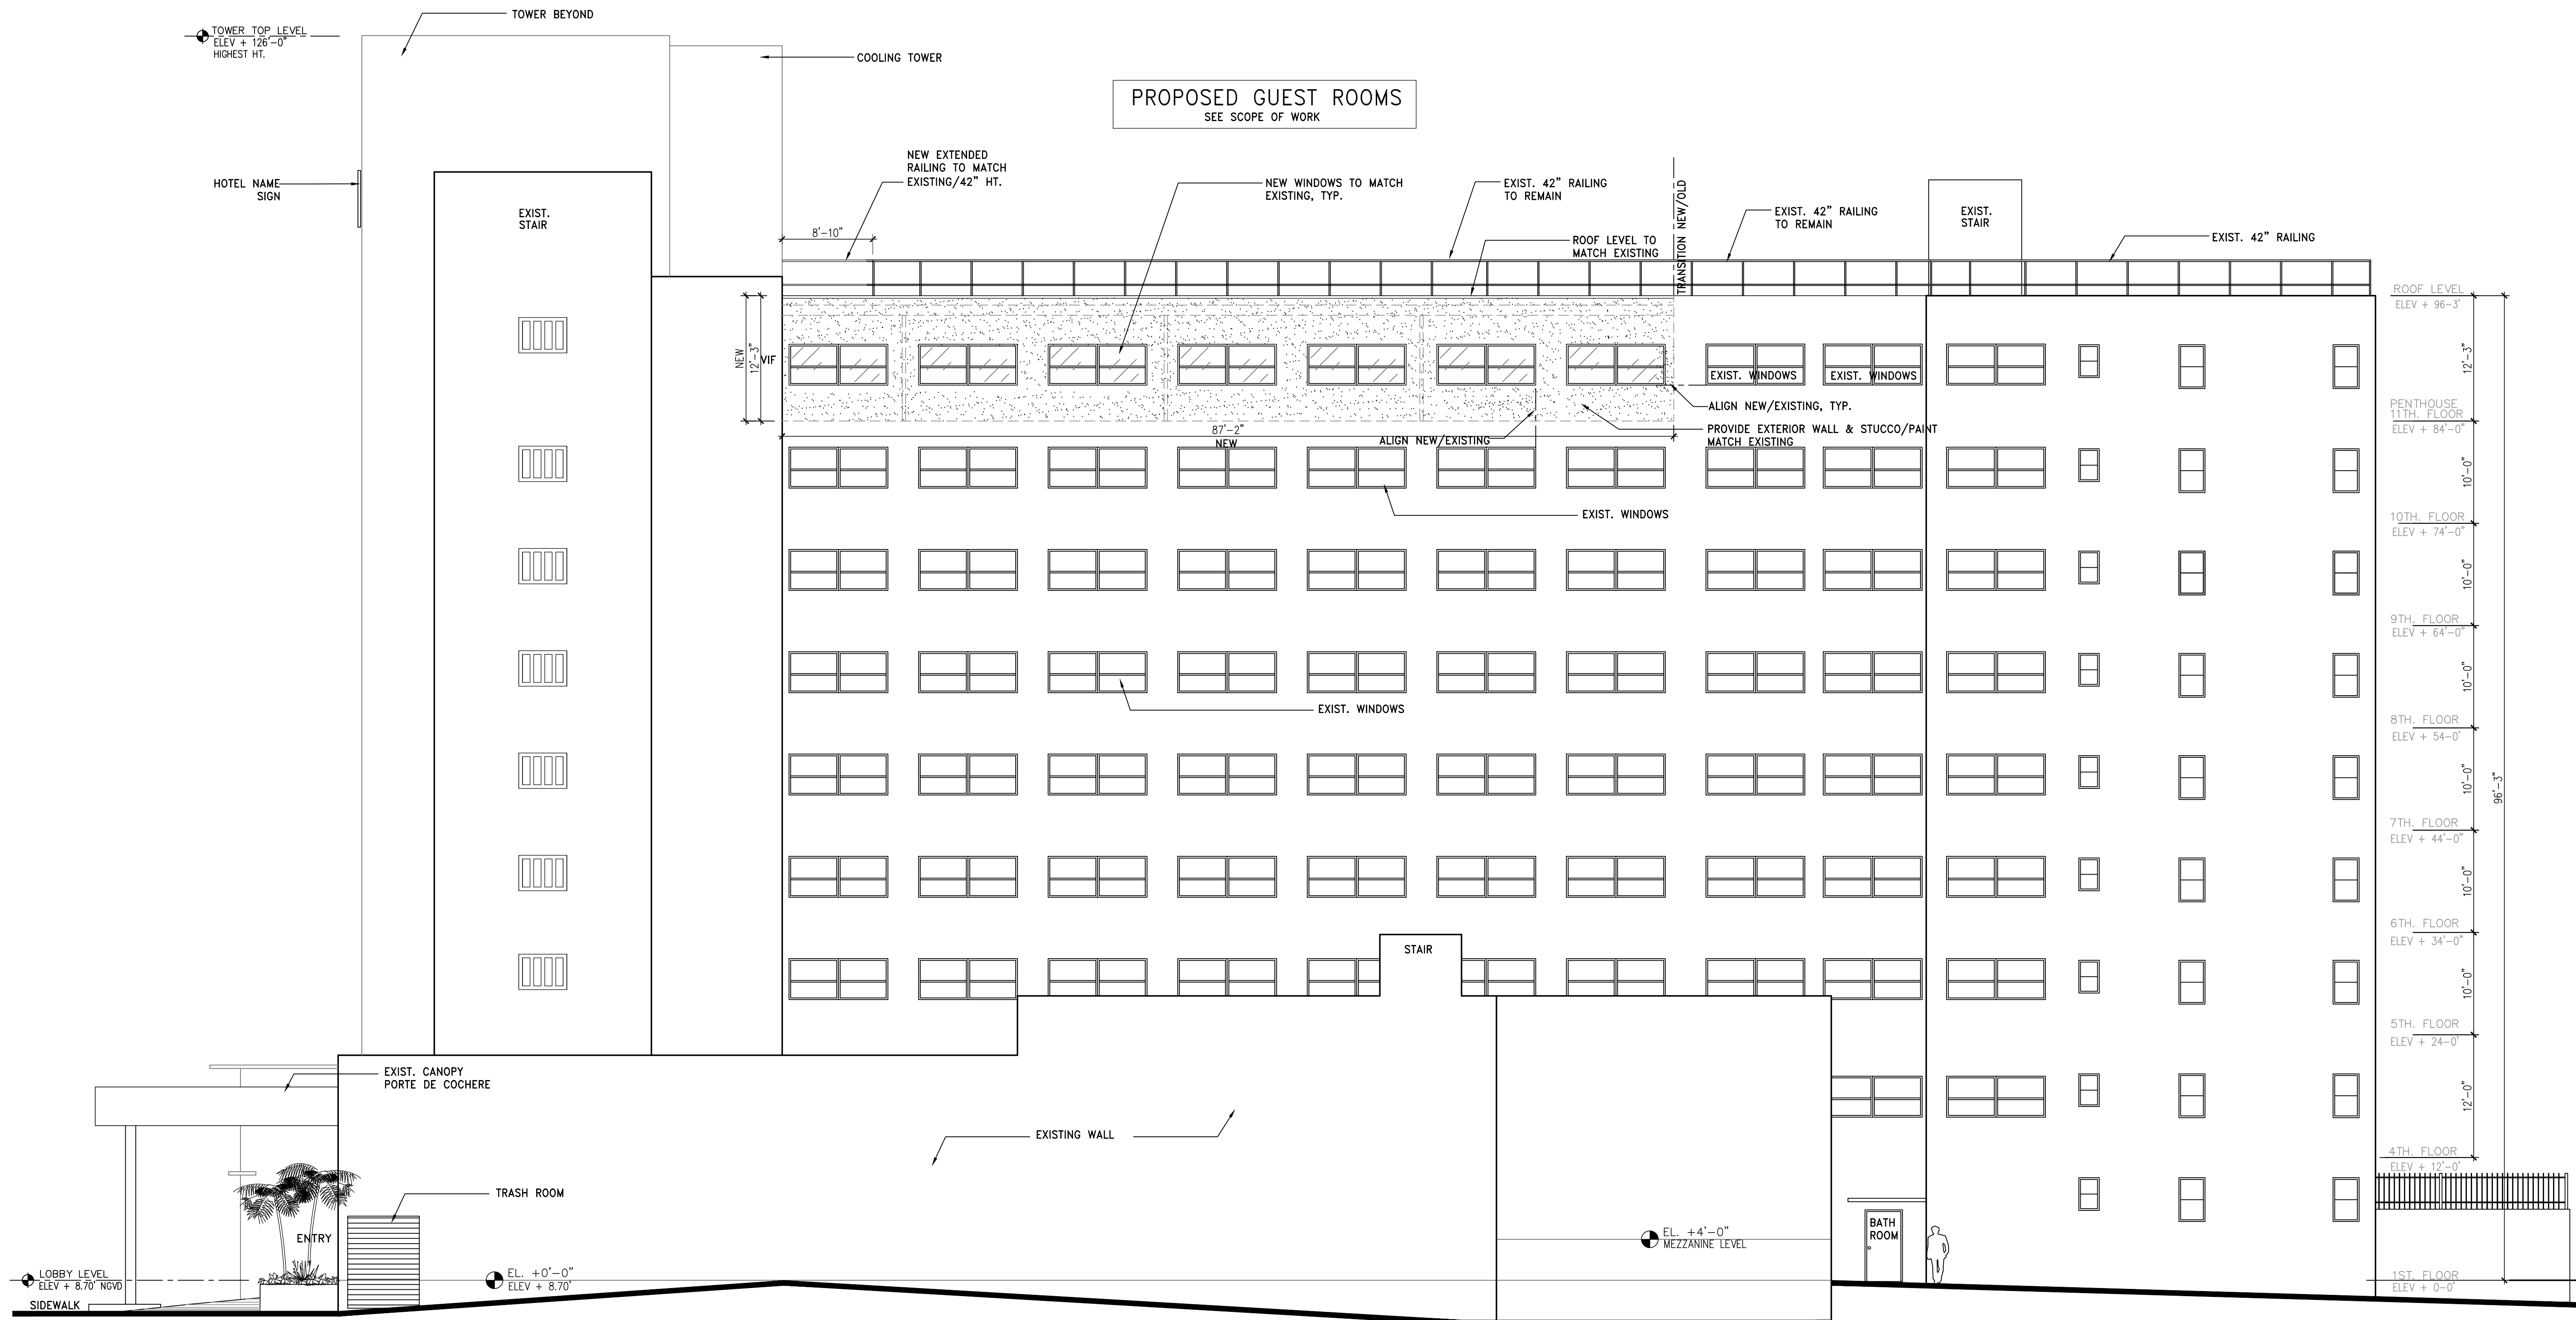 TOWER BEYOND
TOWER TOP LEVEL
ELEV + 126'-0"
HIGHEST HT.
COOLING TOWER
PROPOSED GUEST ROOMS
SEE SCOPE OF WORK
NEW EXTENDED
RAILING TO MATCH
EXISTING/42" HT.
HOTEL NAME
SIGN
NEW WINDOWS TO MATCH
EXISTING, TYP.
EXIST. 42" RAILING
TO REMAIN
TRANSITION NEW/OLD
EXIST. 42" RAILING
TO REMAIN
EXIST.
STAIR
EXIST.
STAIR
8'-10"
ROOF LEVEL TO
MATCH EXISTING
EXIST. 42" RAILING
ROOF LEVEL
ELEV + 96-3'
NEW
12'-3"
VIF
12'-3"
EXIST. WINDOWS
EXIST. WINDOWS
ALIGN NEW/EXISTING, TYP.
PENTHOUSE
11TH. FLOOR
ELEV + 84'-0"
87'-2"
NEW
ALIGN NEW/EXISTING
PROVIDE EXTERIOR WALL & STUCCO/PAINT
MATCH EXISTING
10'-0"
EXIST. WINDOWS
10TH. FLOOR
ELEV + 74'-0"
10'-0"
9TH. FLOOR
ELEV + 64'-0"
10'-0"
EXIST. WINDOWS
8TH. FLOOR
ELEV + 54-0'
10'-0"
96'-3"
7TH. FLOOR
ELEV + 44'-0"
10'-0"
6TH. FLOOR
ELEV + 34'-0"
STAIR
10'-0"
5TH. FLOOR
ELEV + 24-0'
EXIST. CANOPY
PORTE DE COCHERE
12'-0"
EXISTING WALL
4TH. FLOOR
ELEV + 12'-0'
TRASH ROOM
ENTRY
BATH
ROOM
EL. +4'-0"
MEZZANINE LEVEL
LOBBY LEVEL
ELEV + 8.70' NGVD
EL. +0'-0"
ELEV + 8.70'
1ST. FLOOR
ELEV + 0-0'
SIDEWALK